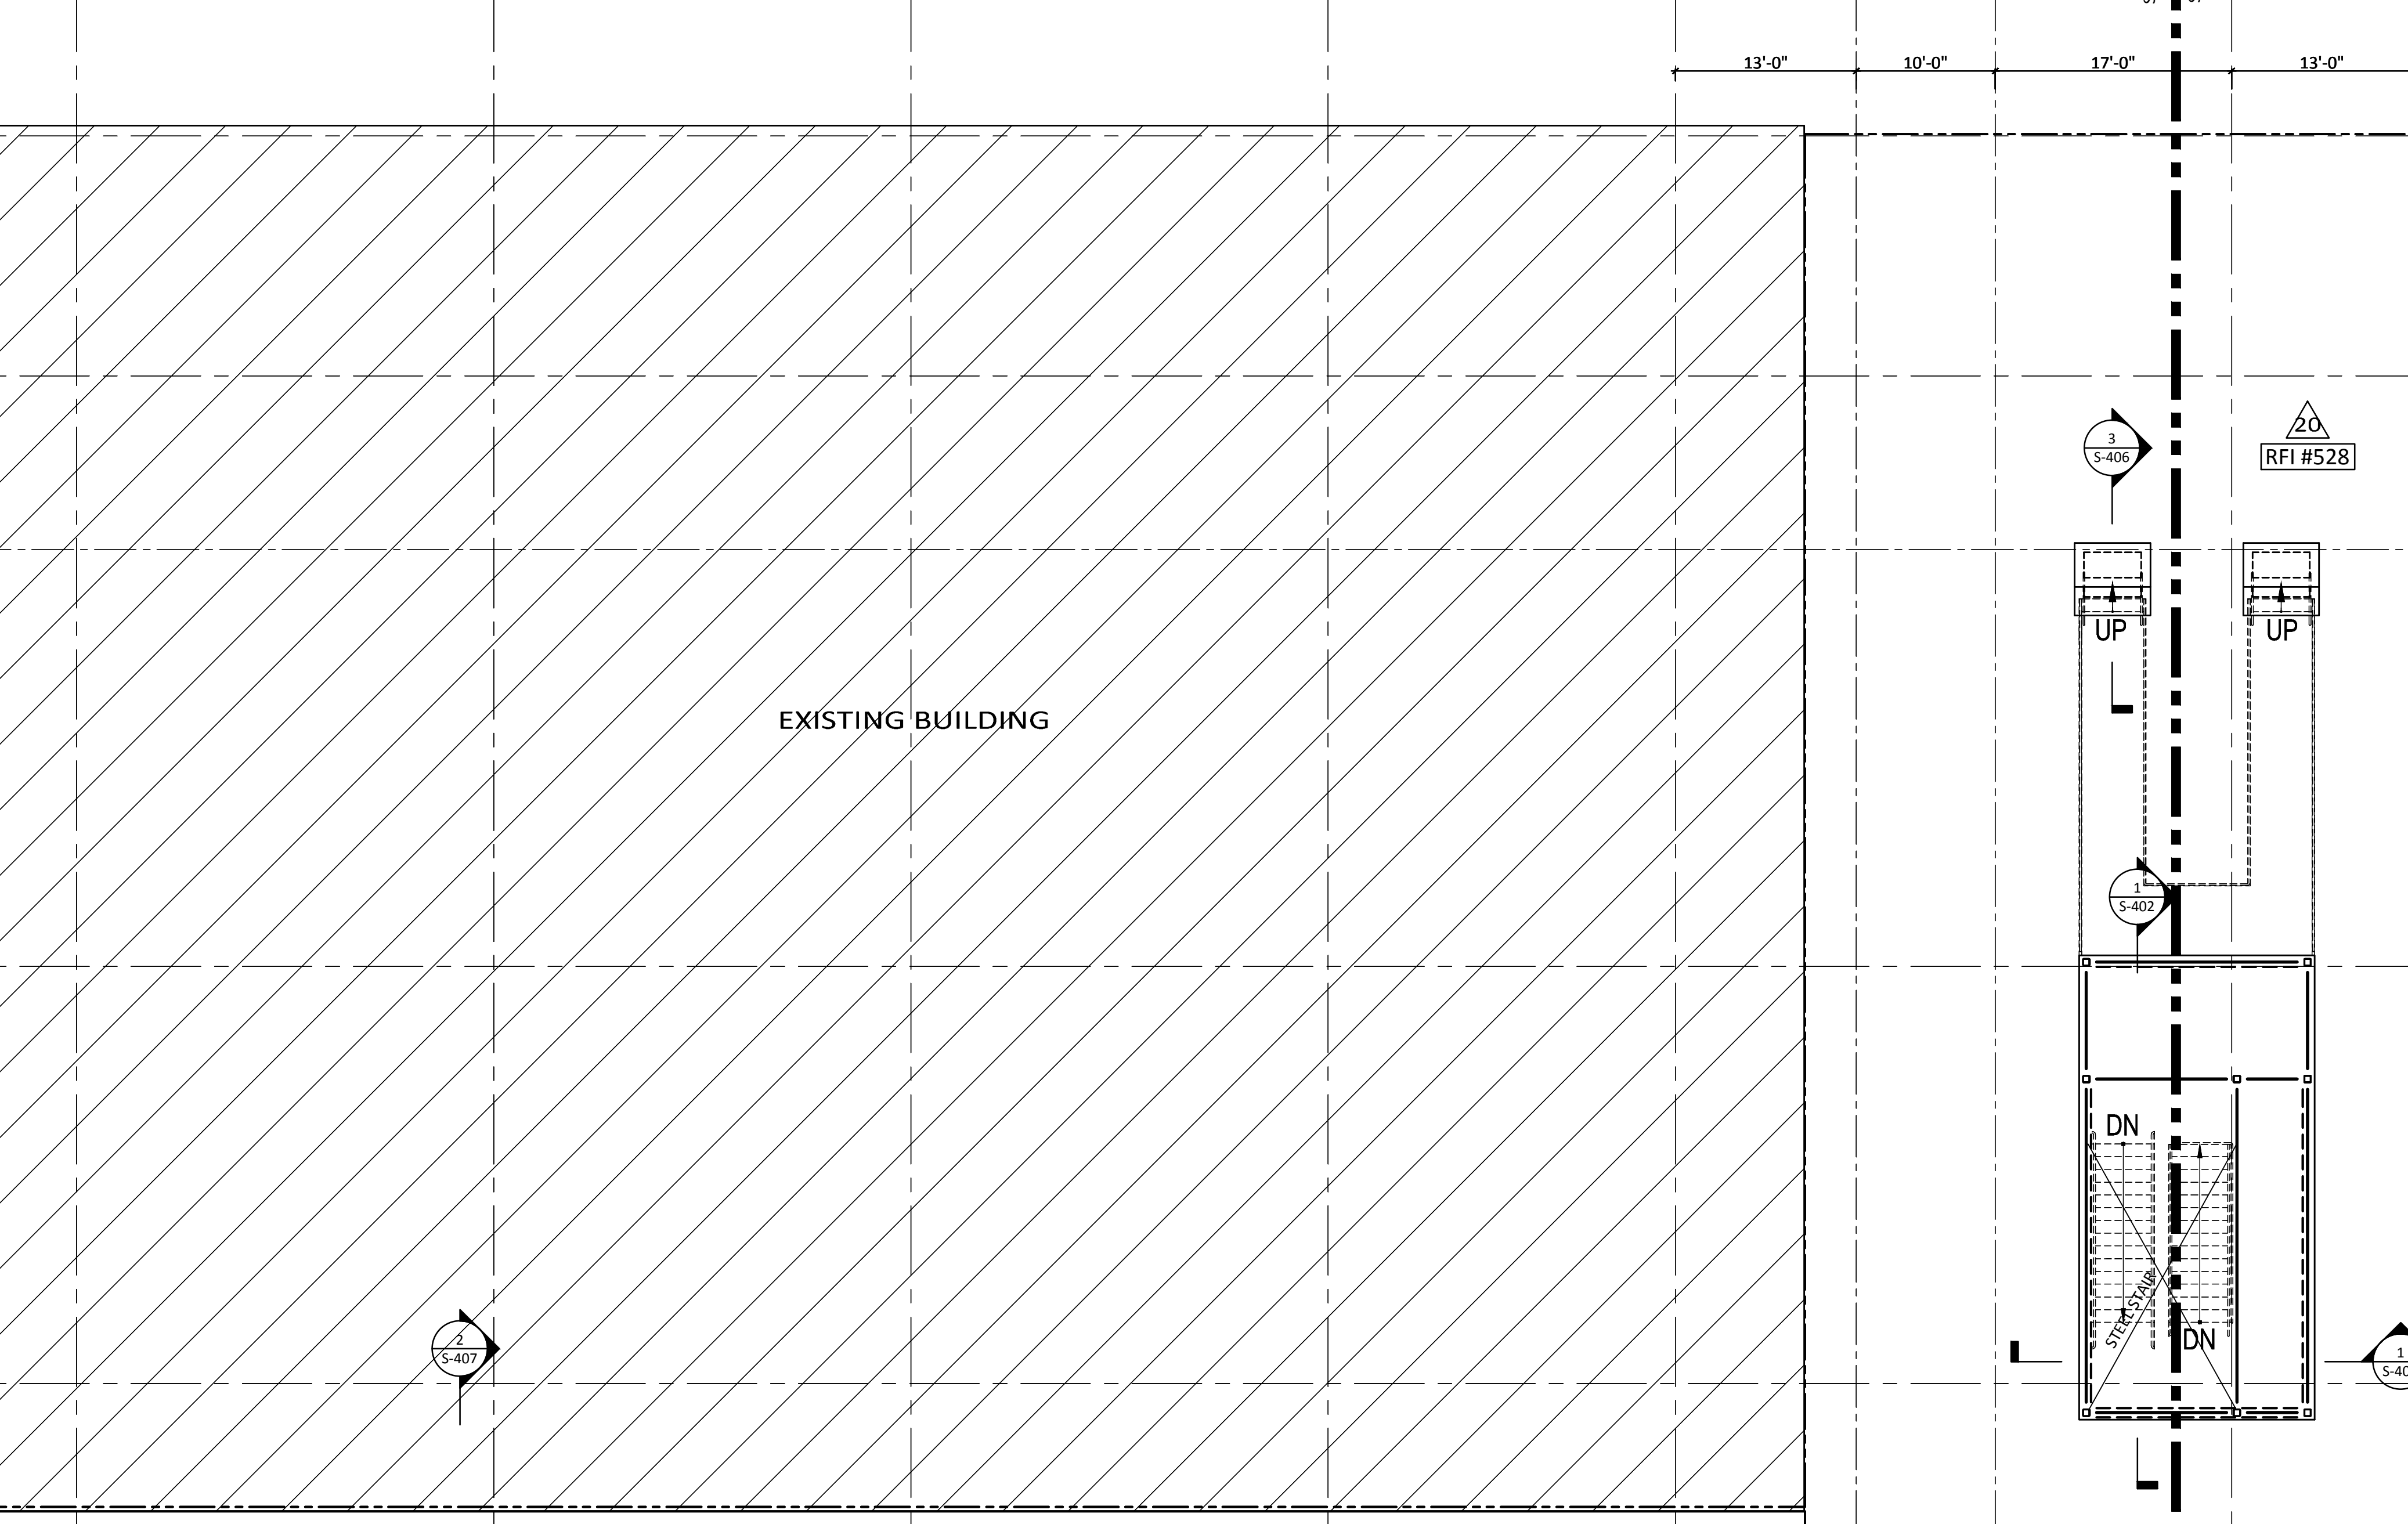 13'-0"
10'-0"
17'-0"
13'-0"
20
RFI #528
3
S-406
UP
UP
EXISTING BUILDING
1
S-402
DN
STEEL STAIR
DN
2
S-407
1